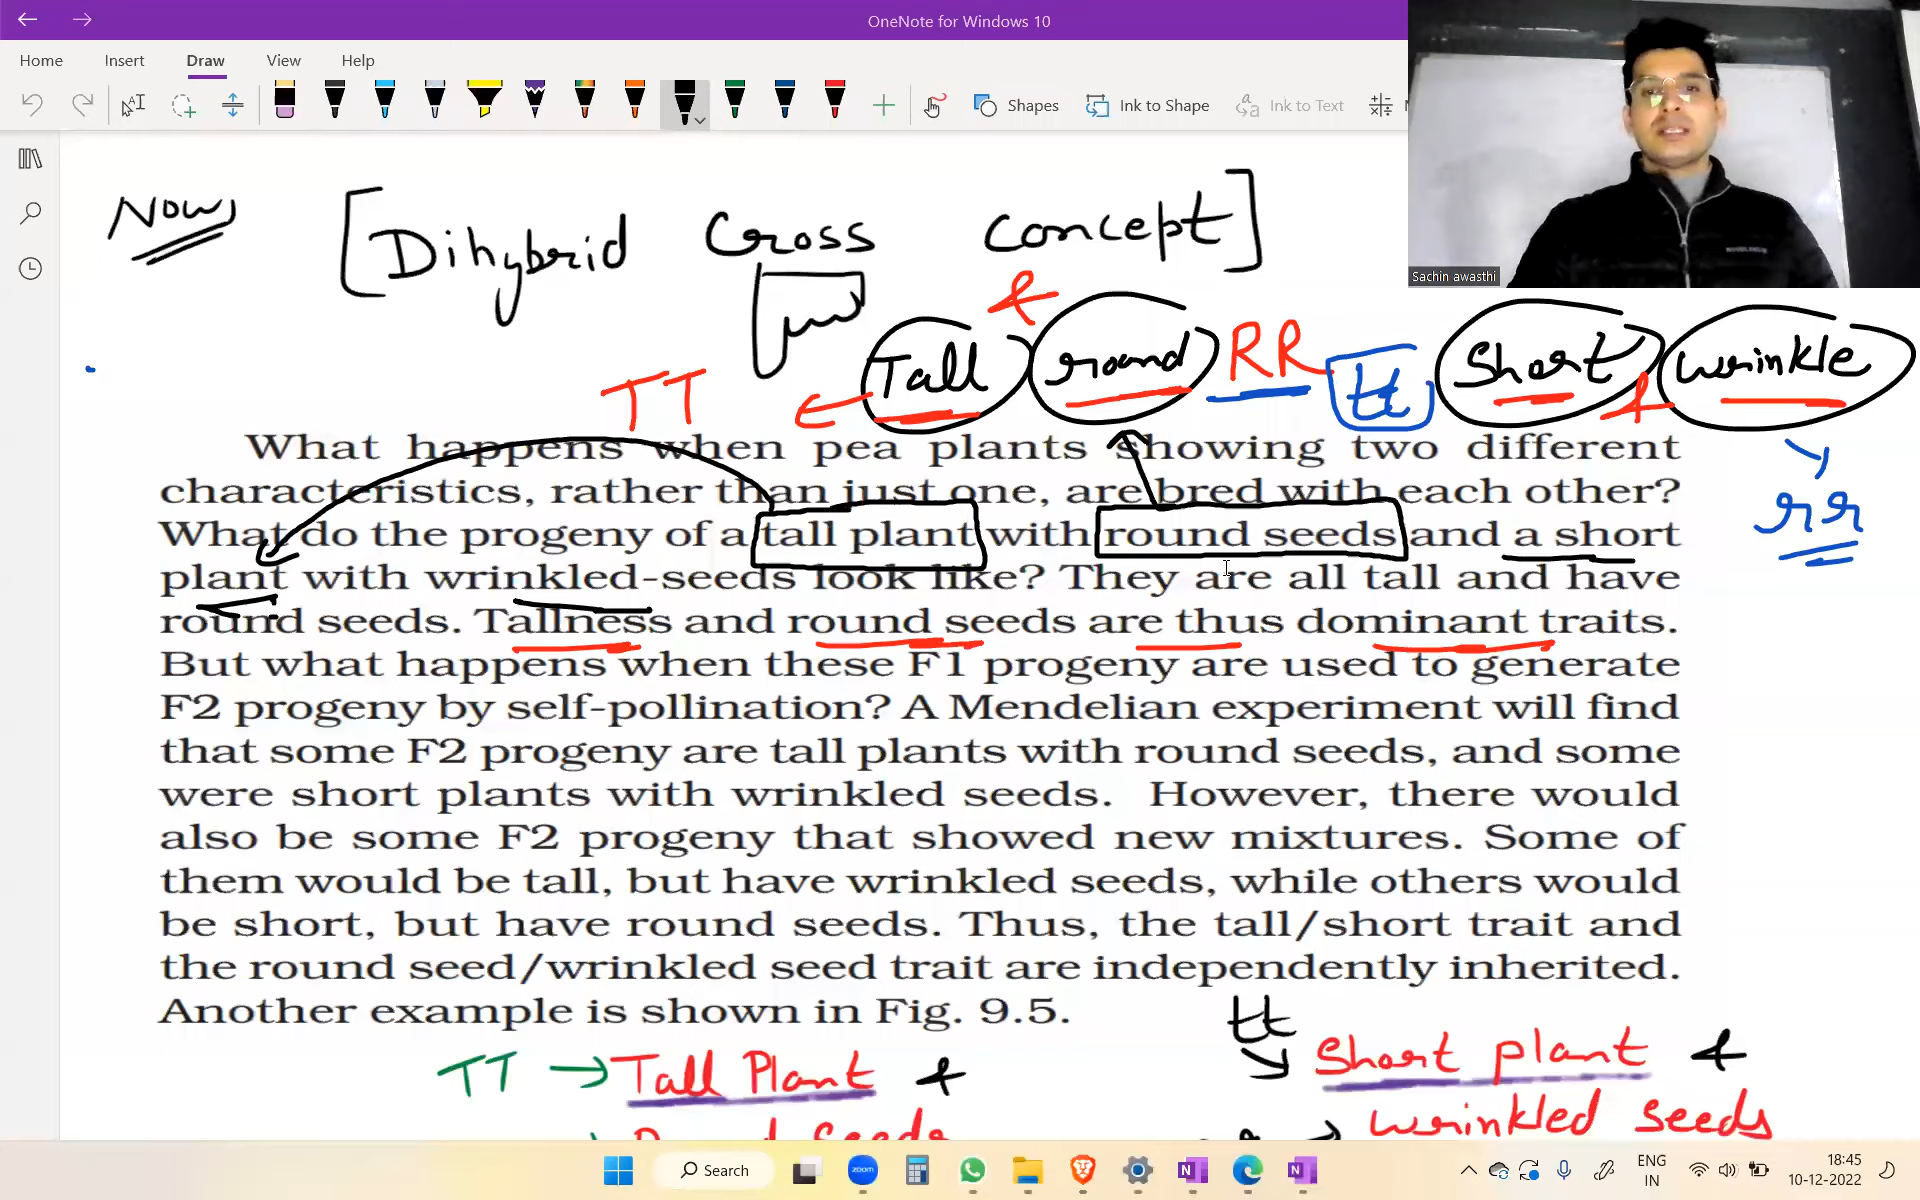 OneNote for Windows 10
Home Insert Draw View Help
Shapes Ink to Shape Ink to Text
Sachin awasthi
Now, [Dihybrid Cross Concept]
TT Tall & round RR tt Short & wrinkle
rr
What happens when pea plants showing two different
characteristics, rather than just one, are bred with each other?
What do the progeny of a tall plant with round seeds and a short
plant with wrinkled-seeds look like? They are all tall and have
round seeds. Tallness and round seeds are thus dominant traits.
But what happens when these F1 progeny are used to generate
F2 progeny by self-pollination? A Mendelian experiment will find
that some F2 progeny are tall plants with round seeds, and some
were short plants with wrinkled seeds. However, there would
also be some F2 progeny that showed new mixtures. Some of
them would be tall, but have wrinkled seeds, while others would
be short, but have round seeds. Thus, the tall/short trait and
the round seed/wrinkled seed trait are independently inherited.
Another example is shown in Fig. 9.5.
TT → Tall Plant &
tt
Short plant &
wrinkled seeds
Search
zoom
ENG
IN
18:45
10-12-2022